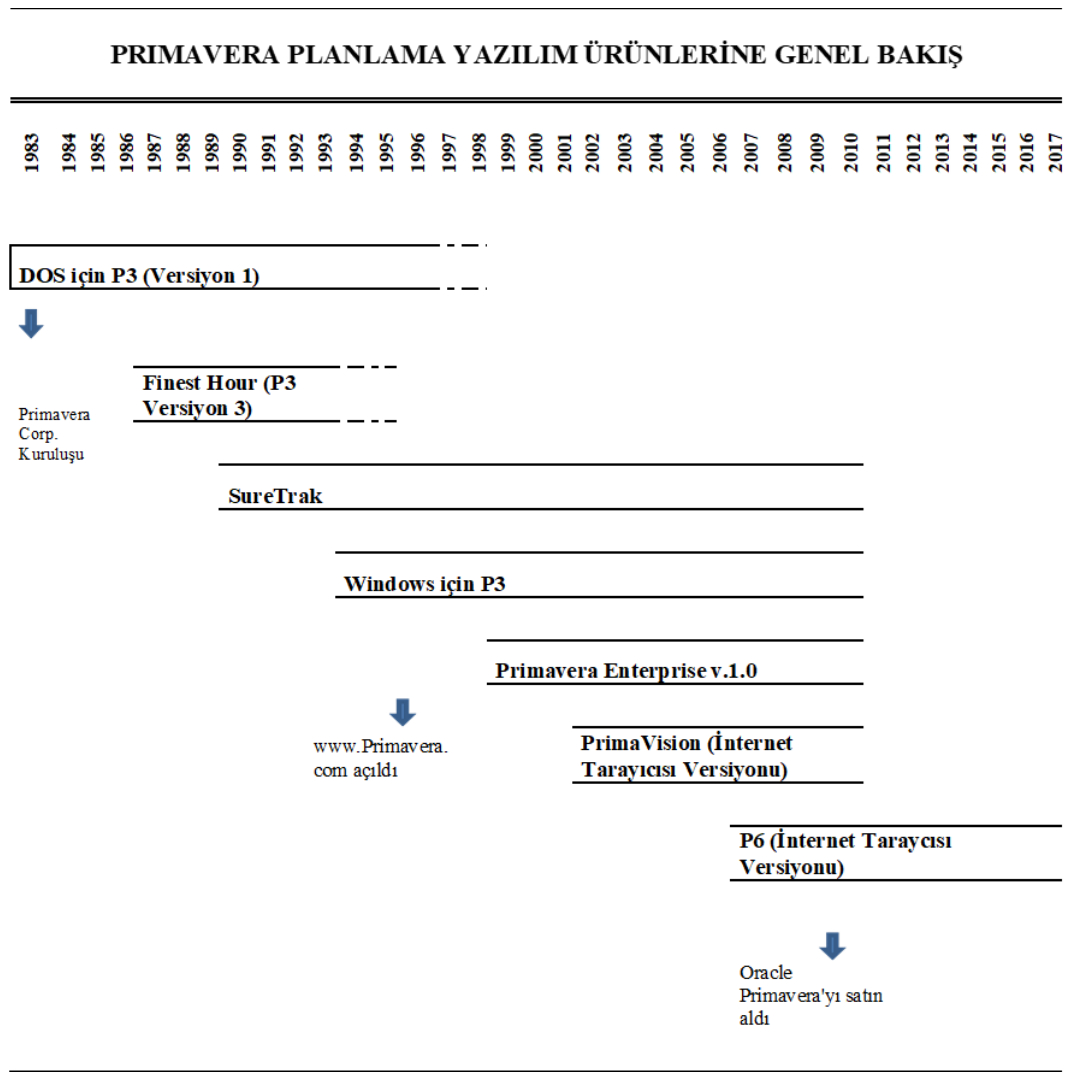 PRIMAVERA PLANLAMA YAZILIM ÜRÜNLERİNE GENEL BAKIŞ
1983 1984 1985 1986 1987 1988 1989 1990 1991 1992 1993 1994 1995 1996 1997 1998 1999 2000 2001 2002 2003 2004 2005 2006 2007 2008 2009 2010 2011 2012 2013 2014 2015 2016 2017
DOS için P3 (Versiyon 1)
Finest Hour (P3
Versiyon 3)
Primavera
Corp.
Kuruluşu
SureTrak
Windows için P3
Primavera Enterprise v.1.0
www.Primavera.
com açıldı
PrimaVision (İnternet
Tarayıcısı Versiyonu)
P6 (İnternet Taraycısı
Versiyonu)
Oracle
Primavera'yı satın
aldı